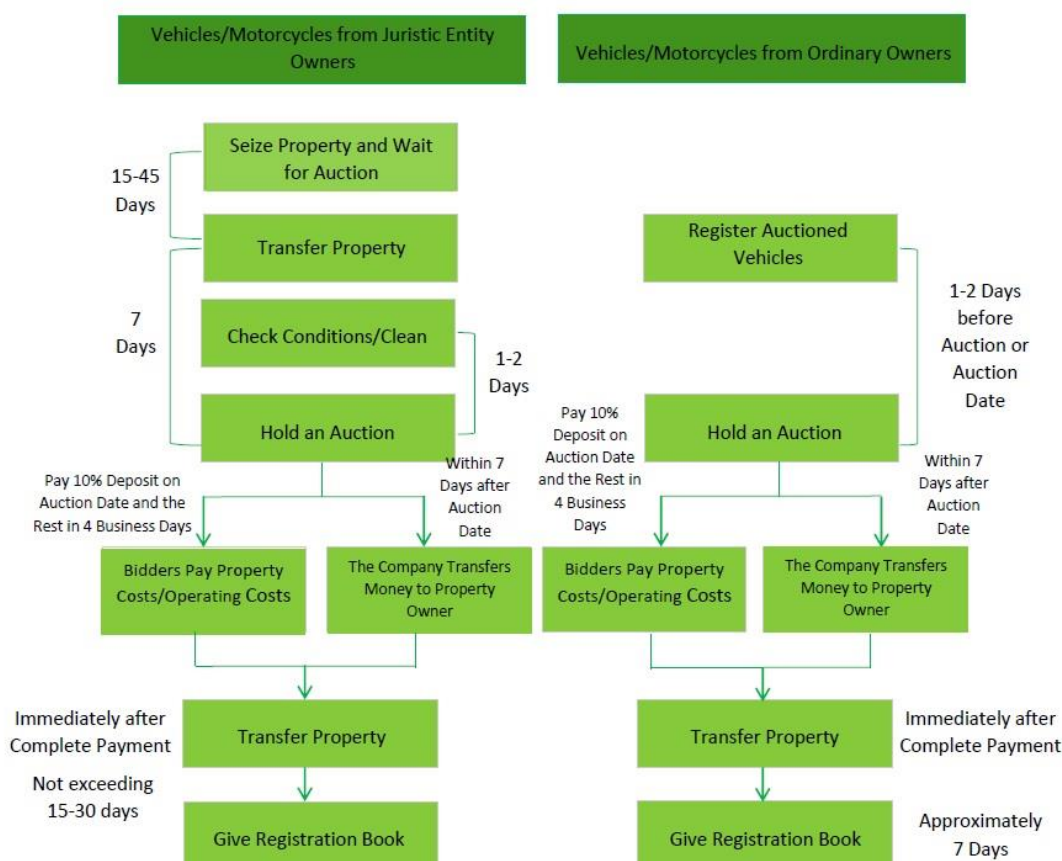 Vehicles/Motorcycles from Juristic Entity
Owners
Vehicles/Motorcycles from Ordinary Owners
Seize Property and Wait
for Auction
15-45
Days
Transfer Property
Register Auctioned
Vehicles
7
Days
Check Conditions/Clean
1-2
Days
1-2 Days
before
Auction or
Auction
Date
Hold an Auction
Hold an Auction
Pay 10% Deposit on
Auction Date and the
Rest in 4 Business Days
Within 7
Days after
Auction
Date
Pay 10%
Deposit on
Auction Date
and the Rest in
4 Business
Days
Within 7
Days after
Auction
Date
Bidders Pay Property
Costs/Operating Costs
The Company Transfers
Money to Property
Owner
Bidders Pay Property
Costs/Operating Costs
The Company Transfers
Money to Property
Owner
Immediately after
Complete Payment
Transfer Property
Transfer Property
Immediately after
Complete Payment
Not exceeding
15-30 days
Give Registration Book
Give Registration Book
Approximately
7 Days